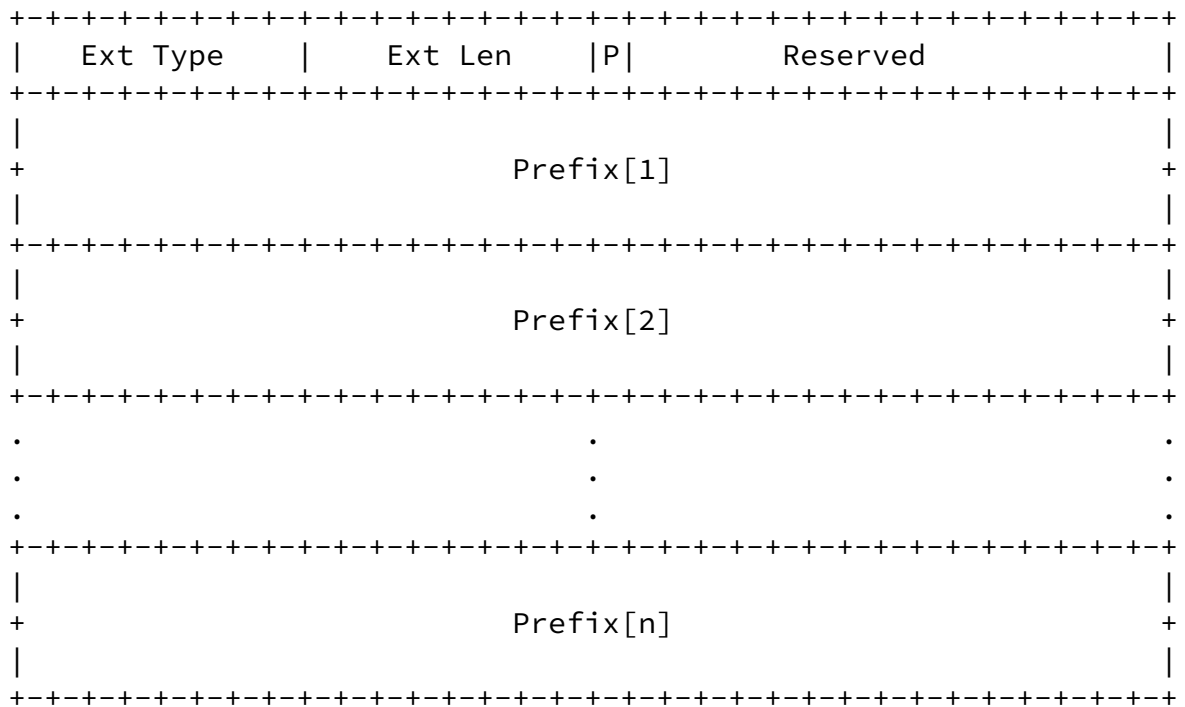 +-+-+-+-+-+-+-+-+-+-+-+-+-+-+-+-+-+-+-+-+-+-+-+-+-+-+-+-+-+-+-+-+
|   Ext Type    |    Ext Len    |P|        Reserved             |
+-+-+-+-+-+-+-+-+-+-+-+-+-+-+-+-+-+-+-+-+-+-+-+-+-+-+-+-+-+-+-+-+
|                                                               |
+                           Prefix[1]                           +
|                                                               |
+-+-+-+-+-+-+-+-+-+-+-+-+-+-+-+-+-+-+-+-+-+-+-+-+-+-+-+-+-+-+-+-+
|                                                               |
+                           Prefix[2]                           +
|                                                               |
+-+-+-+-+-+-+-+-+-+-+-+-+-+-+-+-+-+-+-+-+-+-+-+-+-+-+-+-+-+-+-+-+
.                               .                               .
.                               .                               .
.                               .                               .
+-+-+-+-+-+-+-+-+-+-+-+-+-+-+-+-+-+-+-+-+-+-+-+-+-+-+-+-+-+-+-+-+
|                                                               |
+                           Prefix[n]                           +
|                                                               |
+-+-+-+-+-+-+-+-+-+-+-+-+-+-+-+-+-+-+-+-+-+-+-+-+-+-+-+-+-+-+-+-+